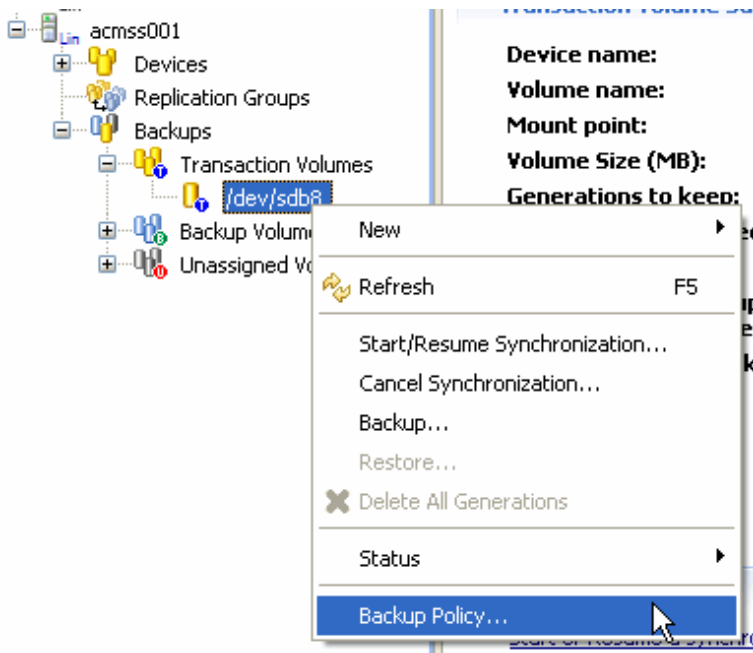 Lin
acmss001
Devices
Replication Groups
Backups
Transaction Volumes
/dev/sdb8
Backup
Unassigned
Device name:
Volume name:
Mount point:
Volume Size (MB):
Generations to keep:
New
Refresh F5
Start/Resume Synchronization...
Cancel Synchronization...
Backup...
Restore...
Delete All Generations
Status
Backup Policy...